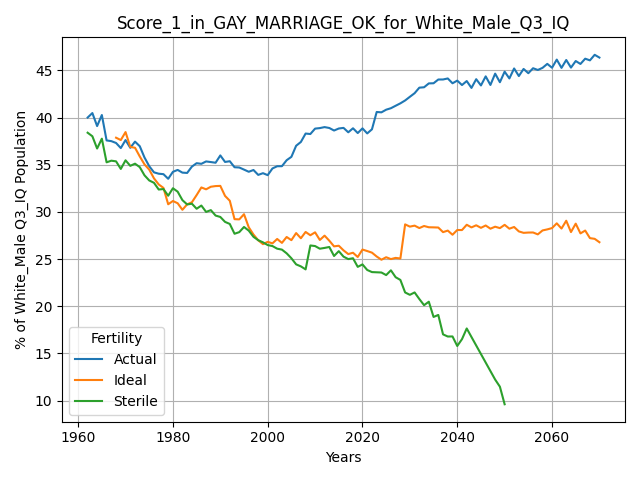 Score_1_in_GAY_MARRIAGE_OK_for_White_Male_Q3_IQ
% of White_Male Q3_IQ Population
45
40
35
30
25
20
15
10
Fertility
Actual
Ideal
Sterile
1960 1980 2000 2020 2040 2060
Years